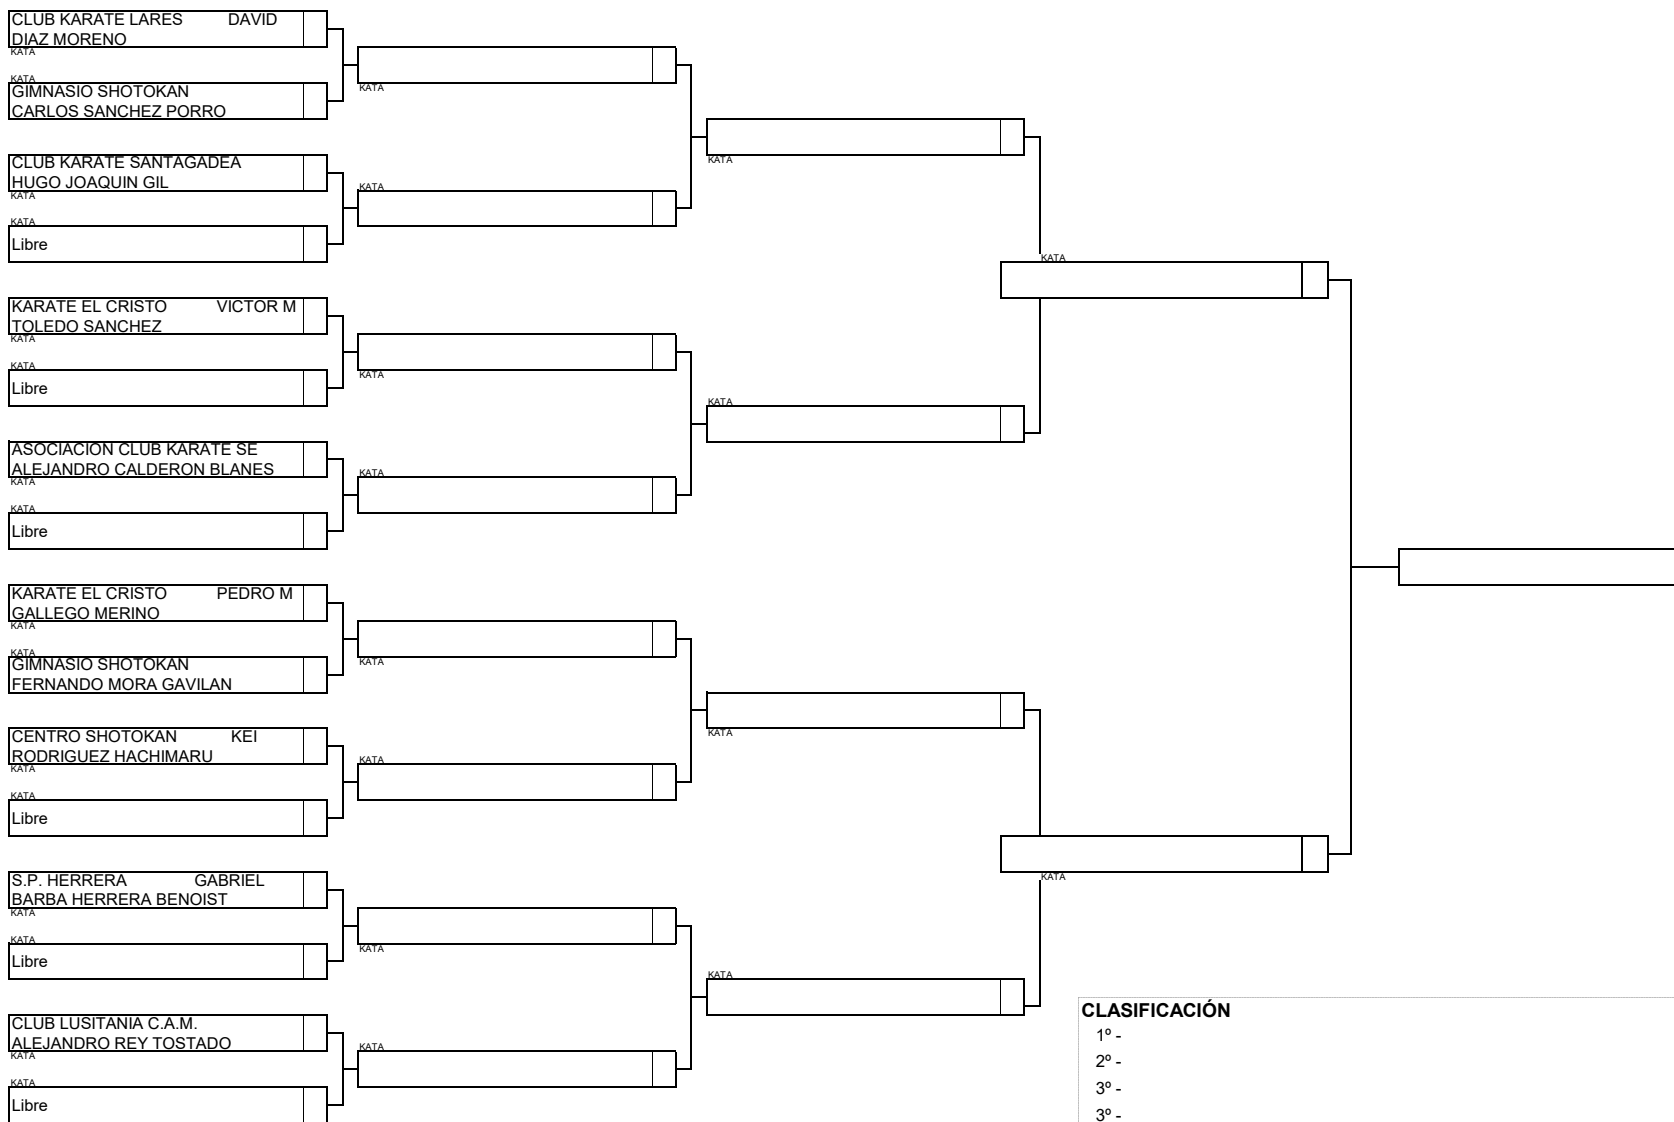 CLUB KARATE LARES DAVID
DIAZ MORENO
KATA
KATA
GIMNASIO SHOTOKAN
CARLOS SANCHEZ PORRO
CLUB KARATE SANTAGADEA
HUGO JOAQUIN GIL
KATA
KATA
Libre
KARATE EL CRISTO VICTOR M
TOLEDO SANCHEZ
KATA
KATA
Libre
ASOCIACION CLUB KARATE SE
ALEJANDRO CALDERON BLANES
KATA
KATA
Libre
KARATE EL CRISTO PEDRO M
GALLEGO MERINO
KATA
KATA
GIMNASIO SHOTOKAN
FERNANDO MORA GAVILAN
CENTRO SHOTOKAN KEI
RODRIGUEZ HACHIMARU
KATA
KATA
Libre
S.P. HERRERA GABRIEL
BARBA HERRERA BENOIST
KATA
KATA
Libre
CLUB LUSITANIA C.A.M.
ALEJANDRO REY TOSTADO
KATA
KATA
Libre
KATA
KATA
KATA
KATA
KATA
KATA
KATA
KATA
KATA
KATA
KATA
KATA
KATA
KATA
CLASIFICACIÓN
1º -
2º -
3º -
3º -